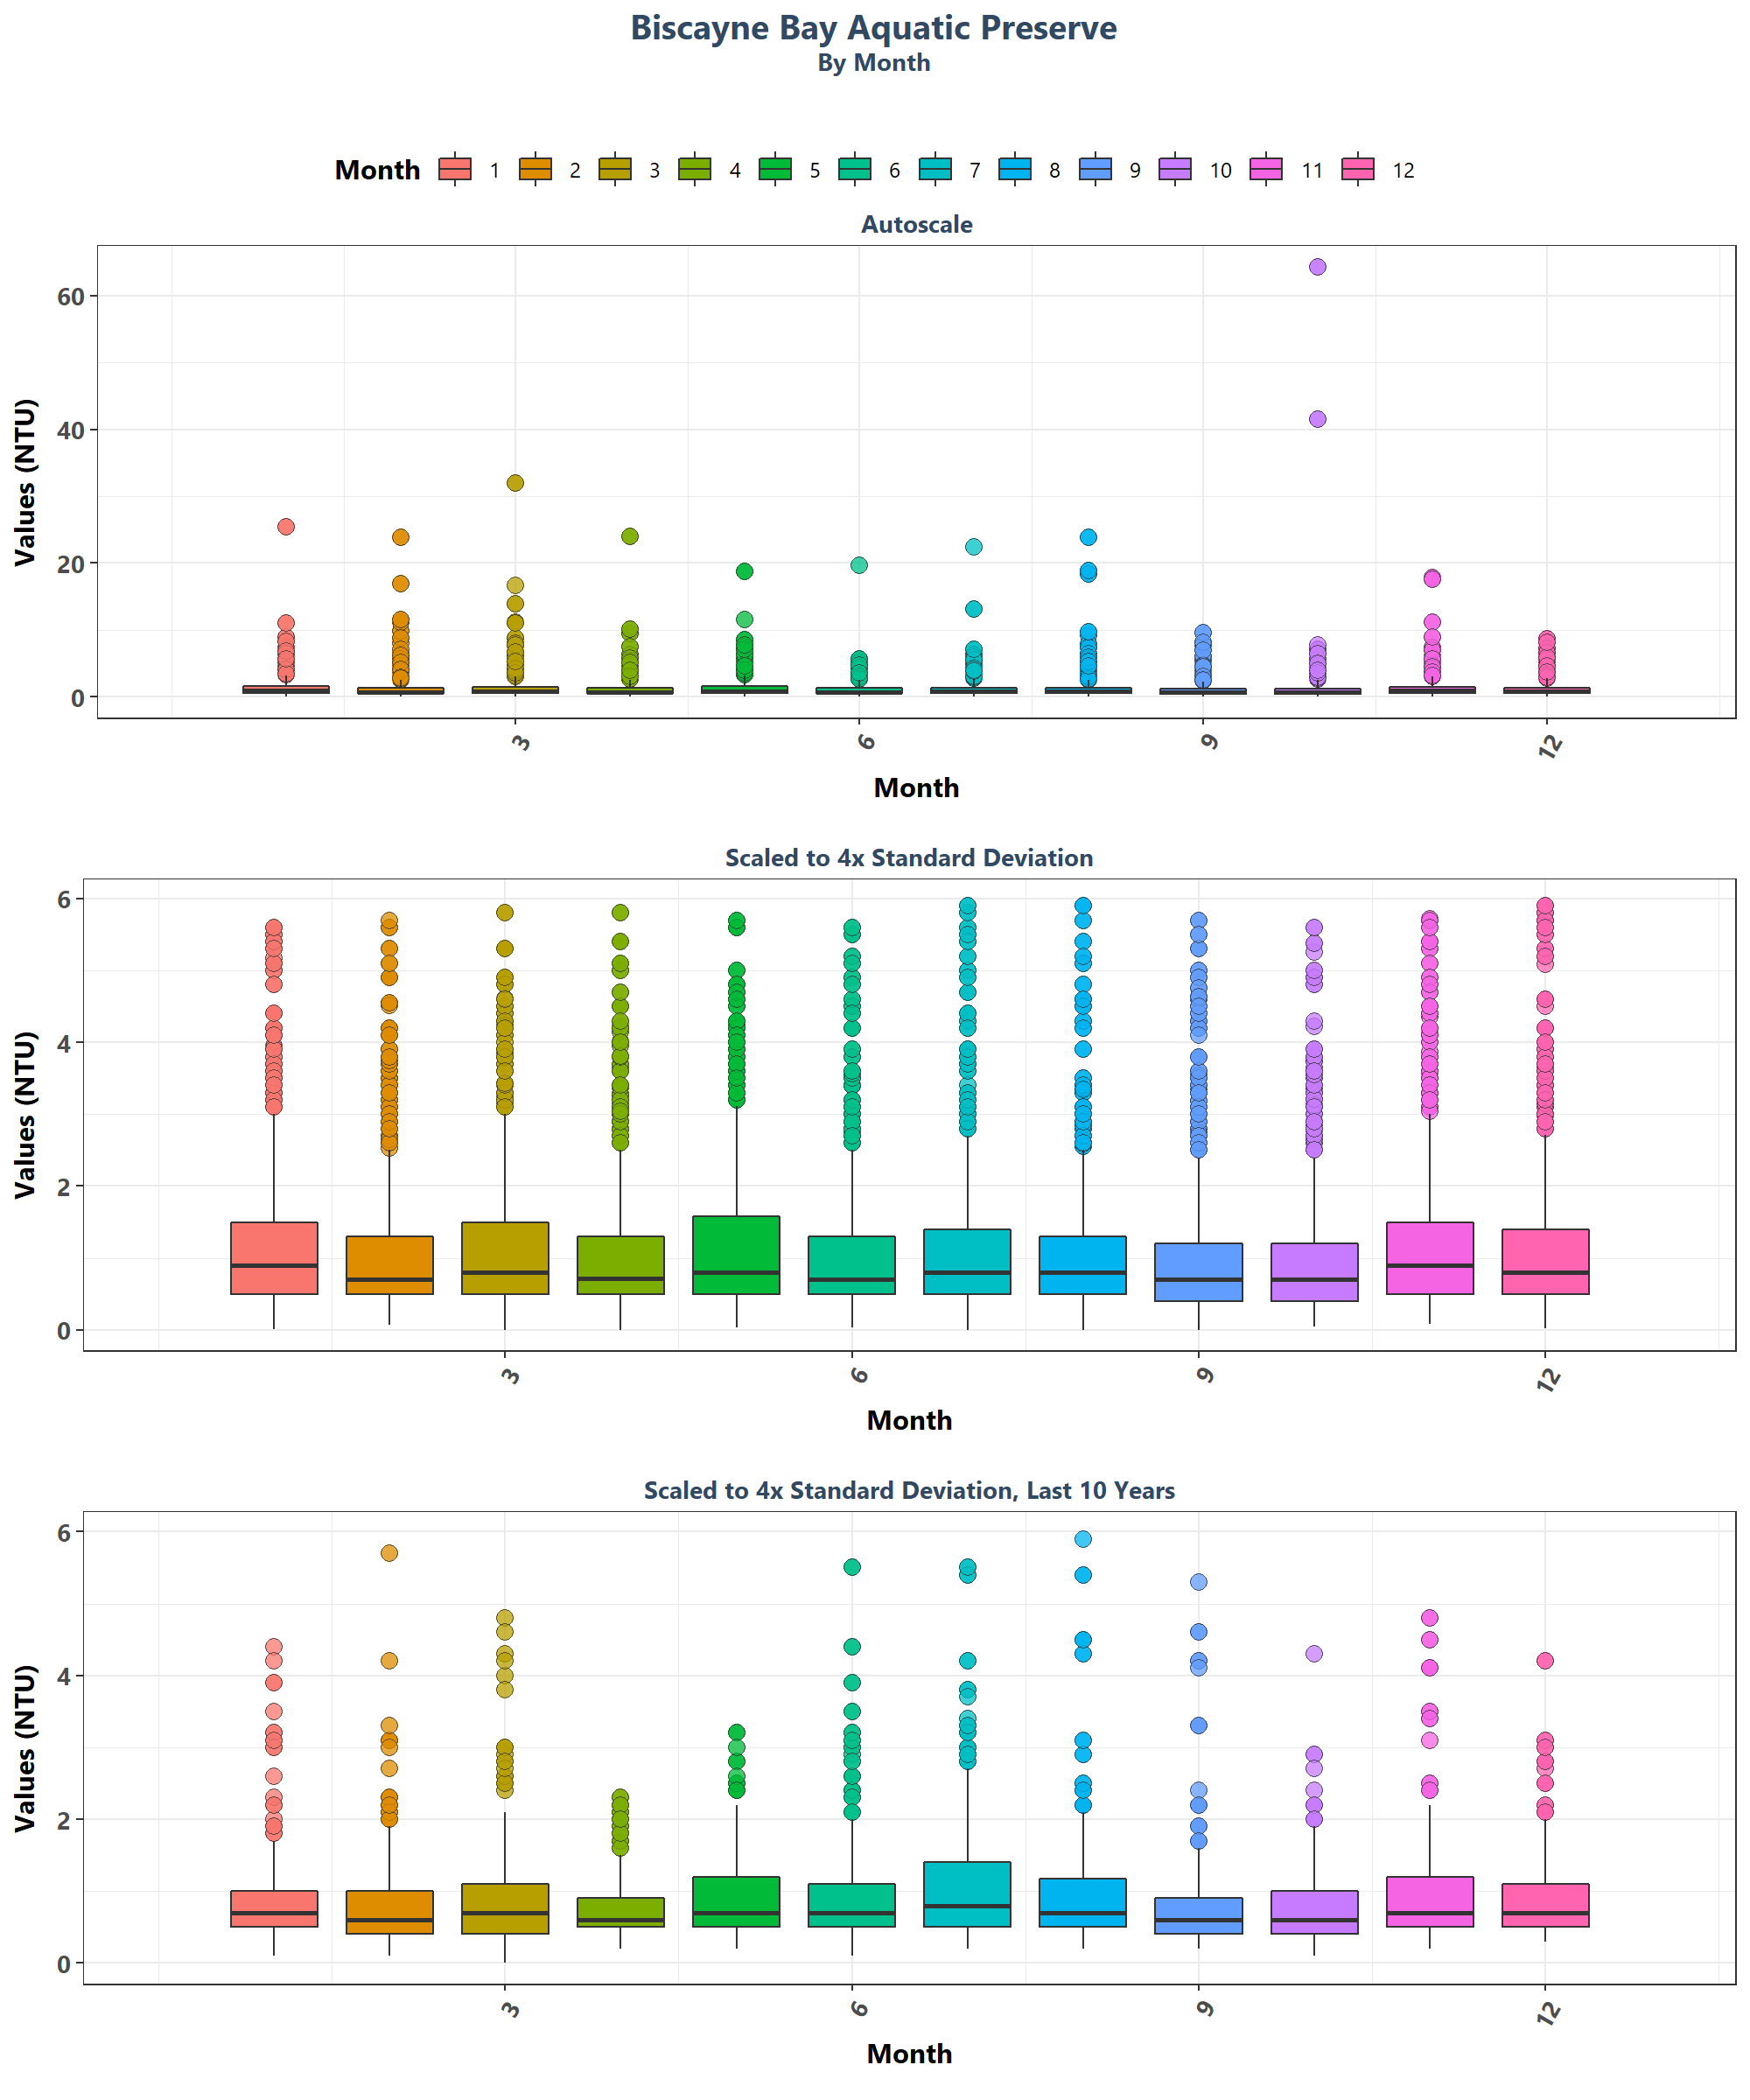 Biscayne Bay Aquatic Preserve
By Month
Month 1 2 3 4 5 6 7 8 9 10 11 12
Autoscale
Values (NTU)
60
40
20
0
3 6 9 12
Month
Scaled to 4x Standard Deviation
Values (NTU)
6
4
2
0
3 6 9 12
Month
Scaled to 4x Standard Deviation, Last 10 Years
Values (NTU)
6
4
2
0
3 6 9 12
Month